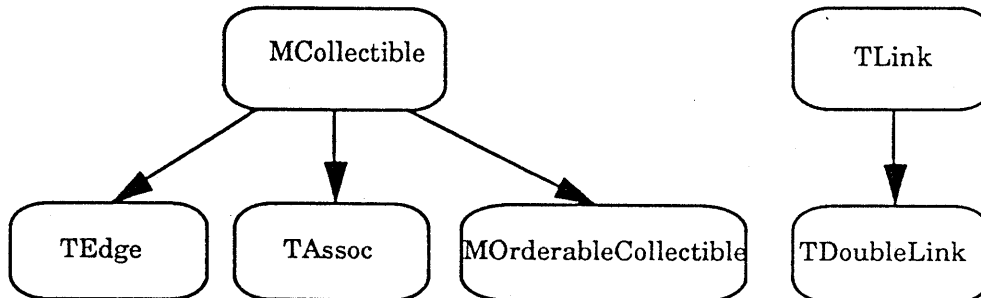 MCollectible
TLink
TEdge
TAssoc
MOrderableCollectible
TDoubleLink